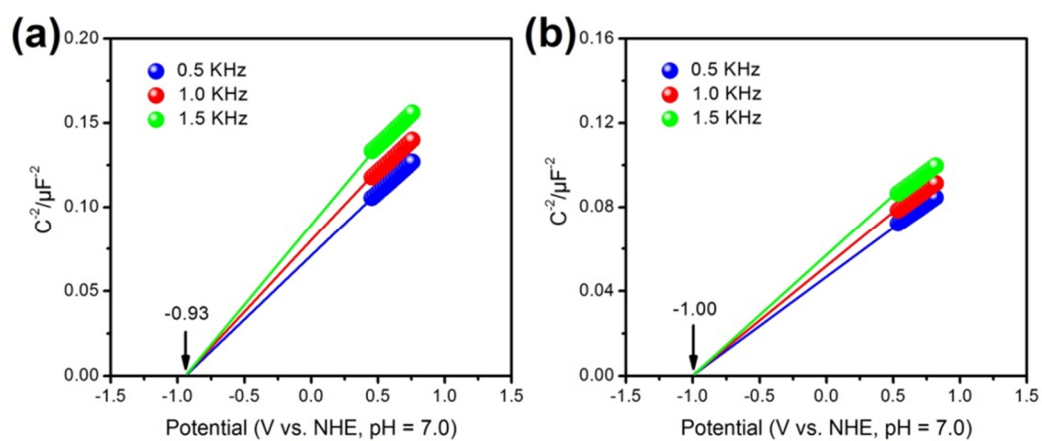 (a)
0.20
0.15
0.10
0.05
0.00
C⁻²/μF⁻²
0.5 KHz
1.0 KHz
1.5 KHz
-0.93
-1.5 -1.0 -0.5 0.0 0.5 1.0 1.5
Potential (V vs. NHE, pH = 7.0)
(b)
0.16
0.12
0.08
0.04
0.00
C⁻²/μF⁻²
0.5 KHz
1.0 KHz
1.5 KHz
-1.00
-1.5 -1.0 -0.5 0.0 0.5 1.0 1.5
Potential (V vs. NHE, pH = 7.0)